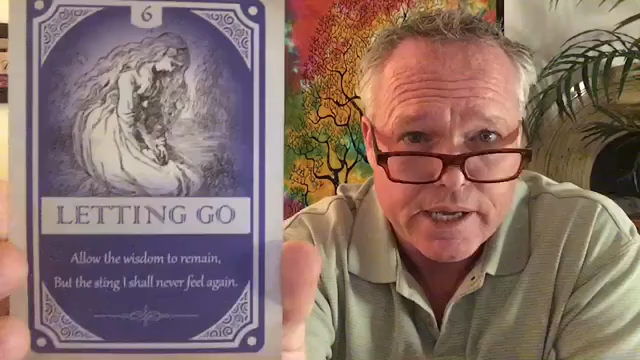 6
LETTING GO
Allow the wisdom to remain,
But the sting I shall never feel again.